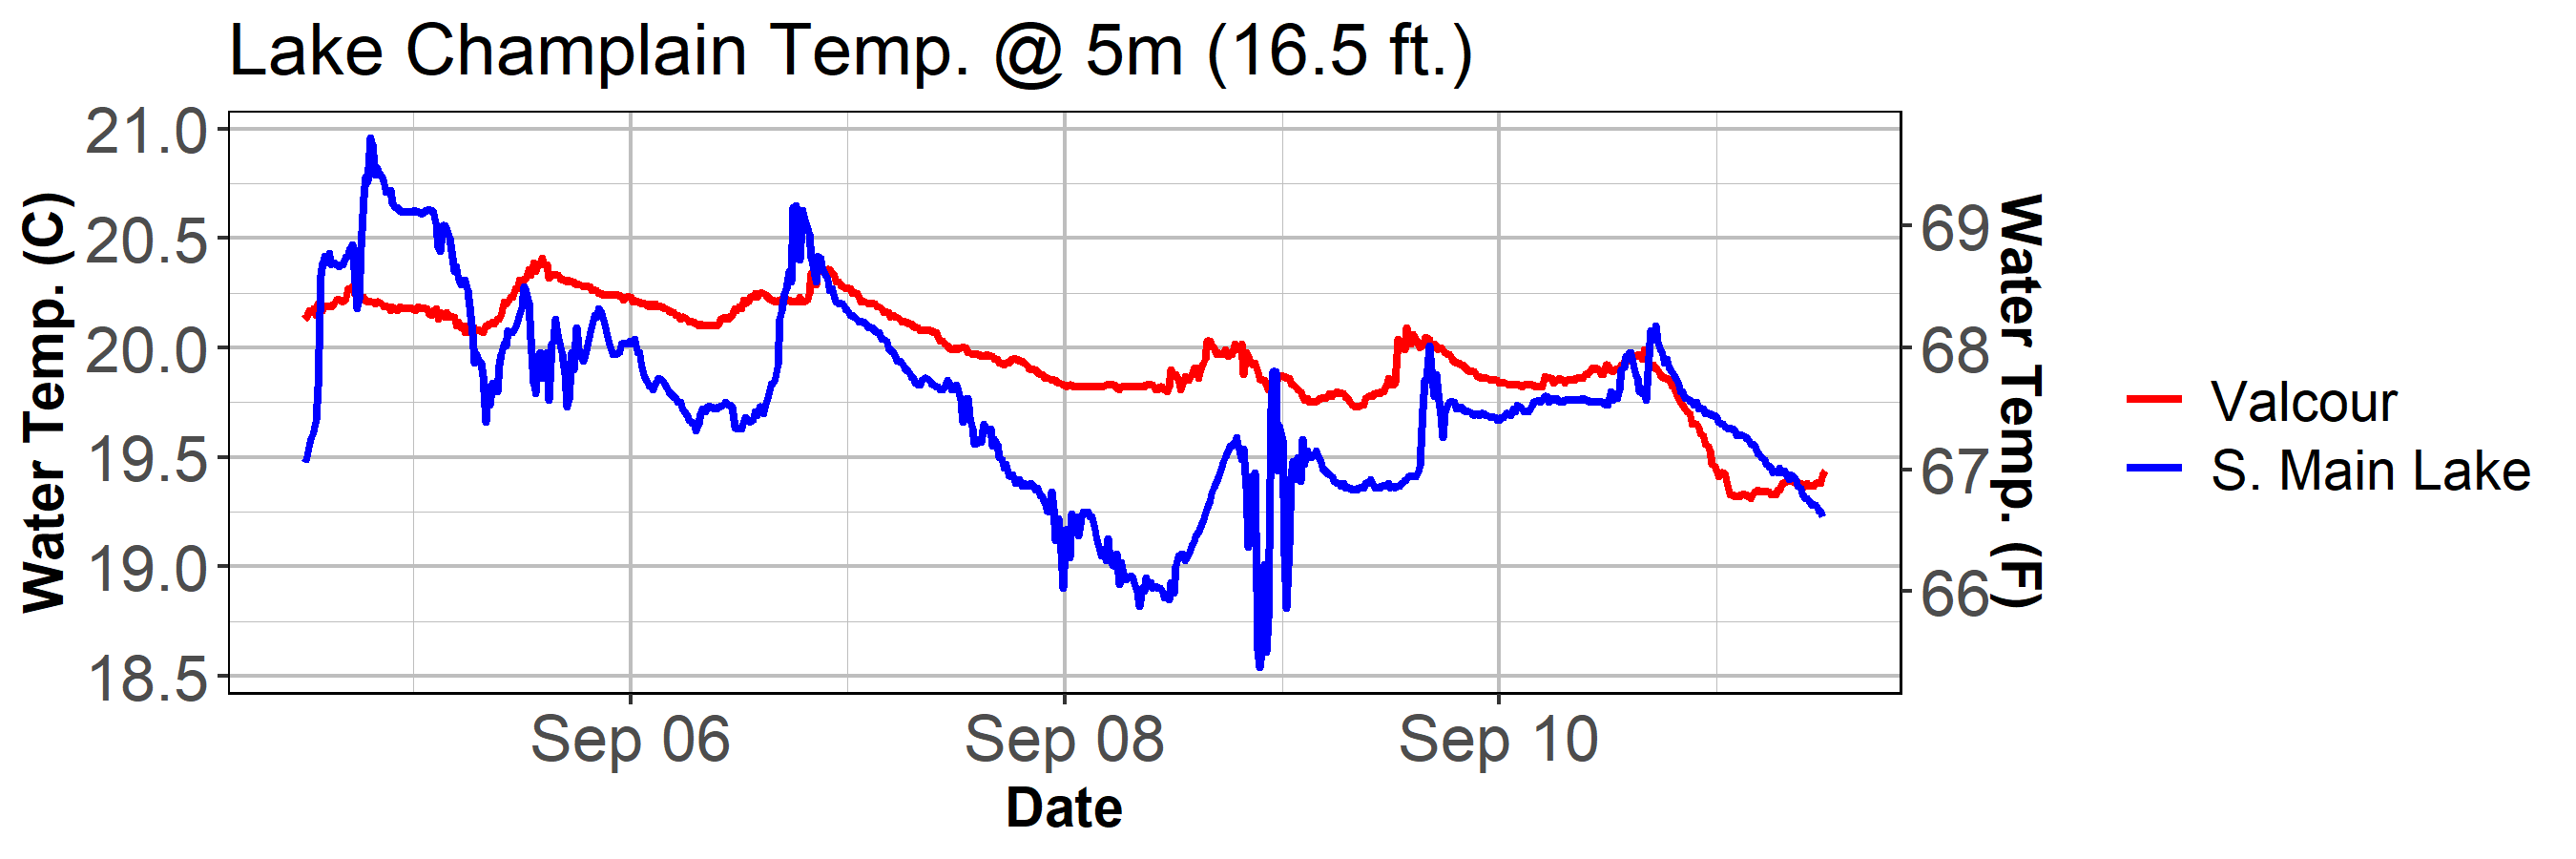 Lake Champlain Temp. @ 5m (16.5 ft.)
Water Temp. (C)
21.0
20.5
20.0
19.5
19.0
18.5
69
68
67
66
Water Temp. (F)
Sep 06
Sep 08
Sep 10
Date
Valcour
S. Main Lake